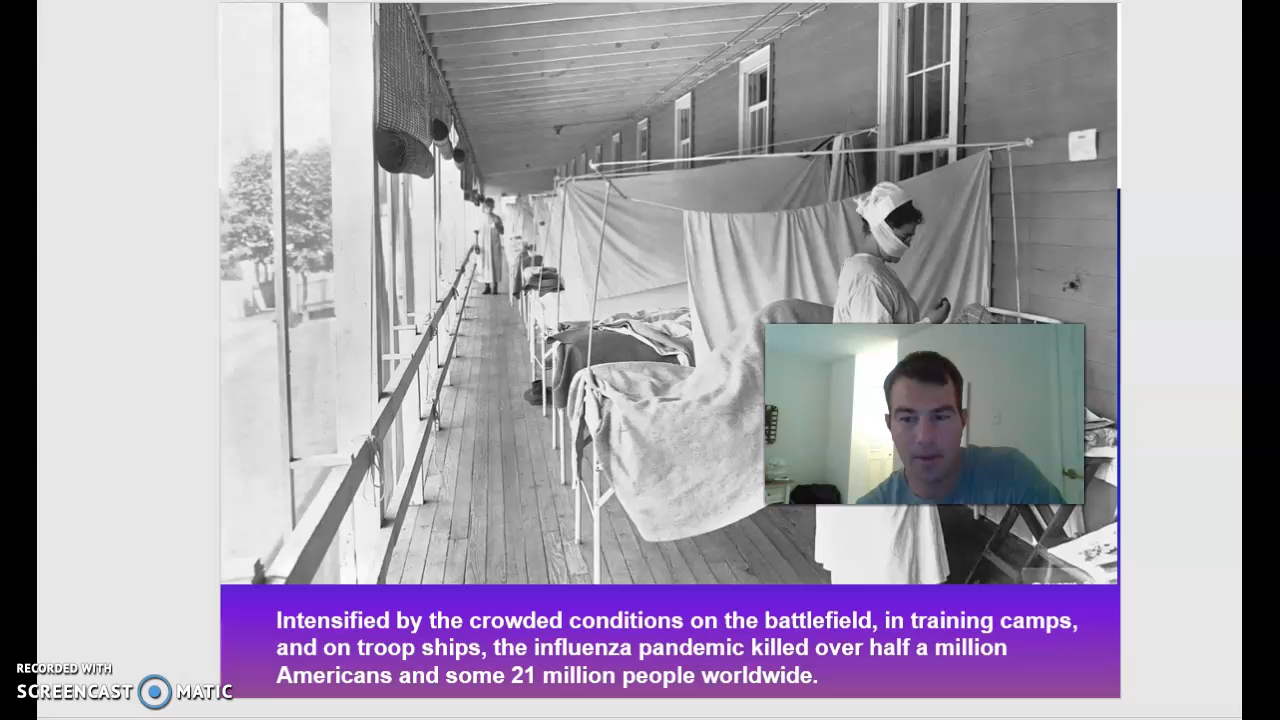 Intensified by the crowded conditions on the battlefield, in training camps,
and on troop ships, the influenza pandemic killed over half a million
Americans and some 21 million people worldwide.
RECORDED WITH
SCREENCAST MATIC